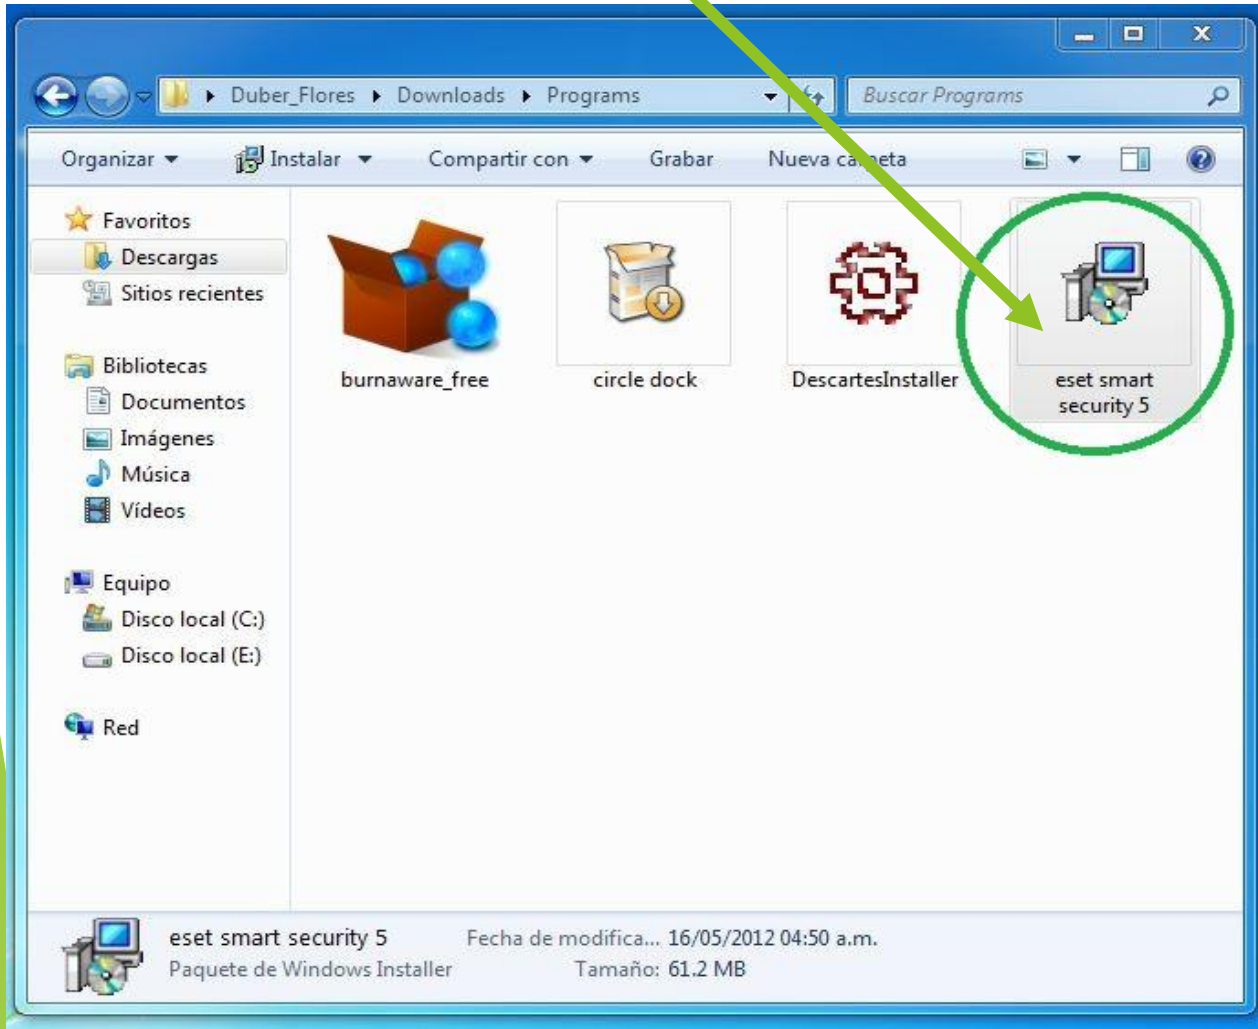 Duber_Flores Downloads Programs Buscar Programs
Organizar Instalar Compartir con Grabar Nueva carpeta
Favoritos
Descargas
Sitios recientes
Bibliotecas
Documentos
Imágenes
Música
Vídeos
Equipo
Disco local (C:)
Disco local (E:)
Red
burnaware_free
circle dock
DescartesInstaller
eset smart
security 5
eset smart security 5 Fecha de modifica... 16/05/2012 04:50 a.m.
Paquete de Windows Installer Tamaño: 61.2 MB